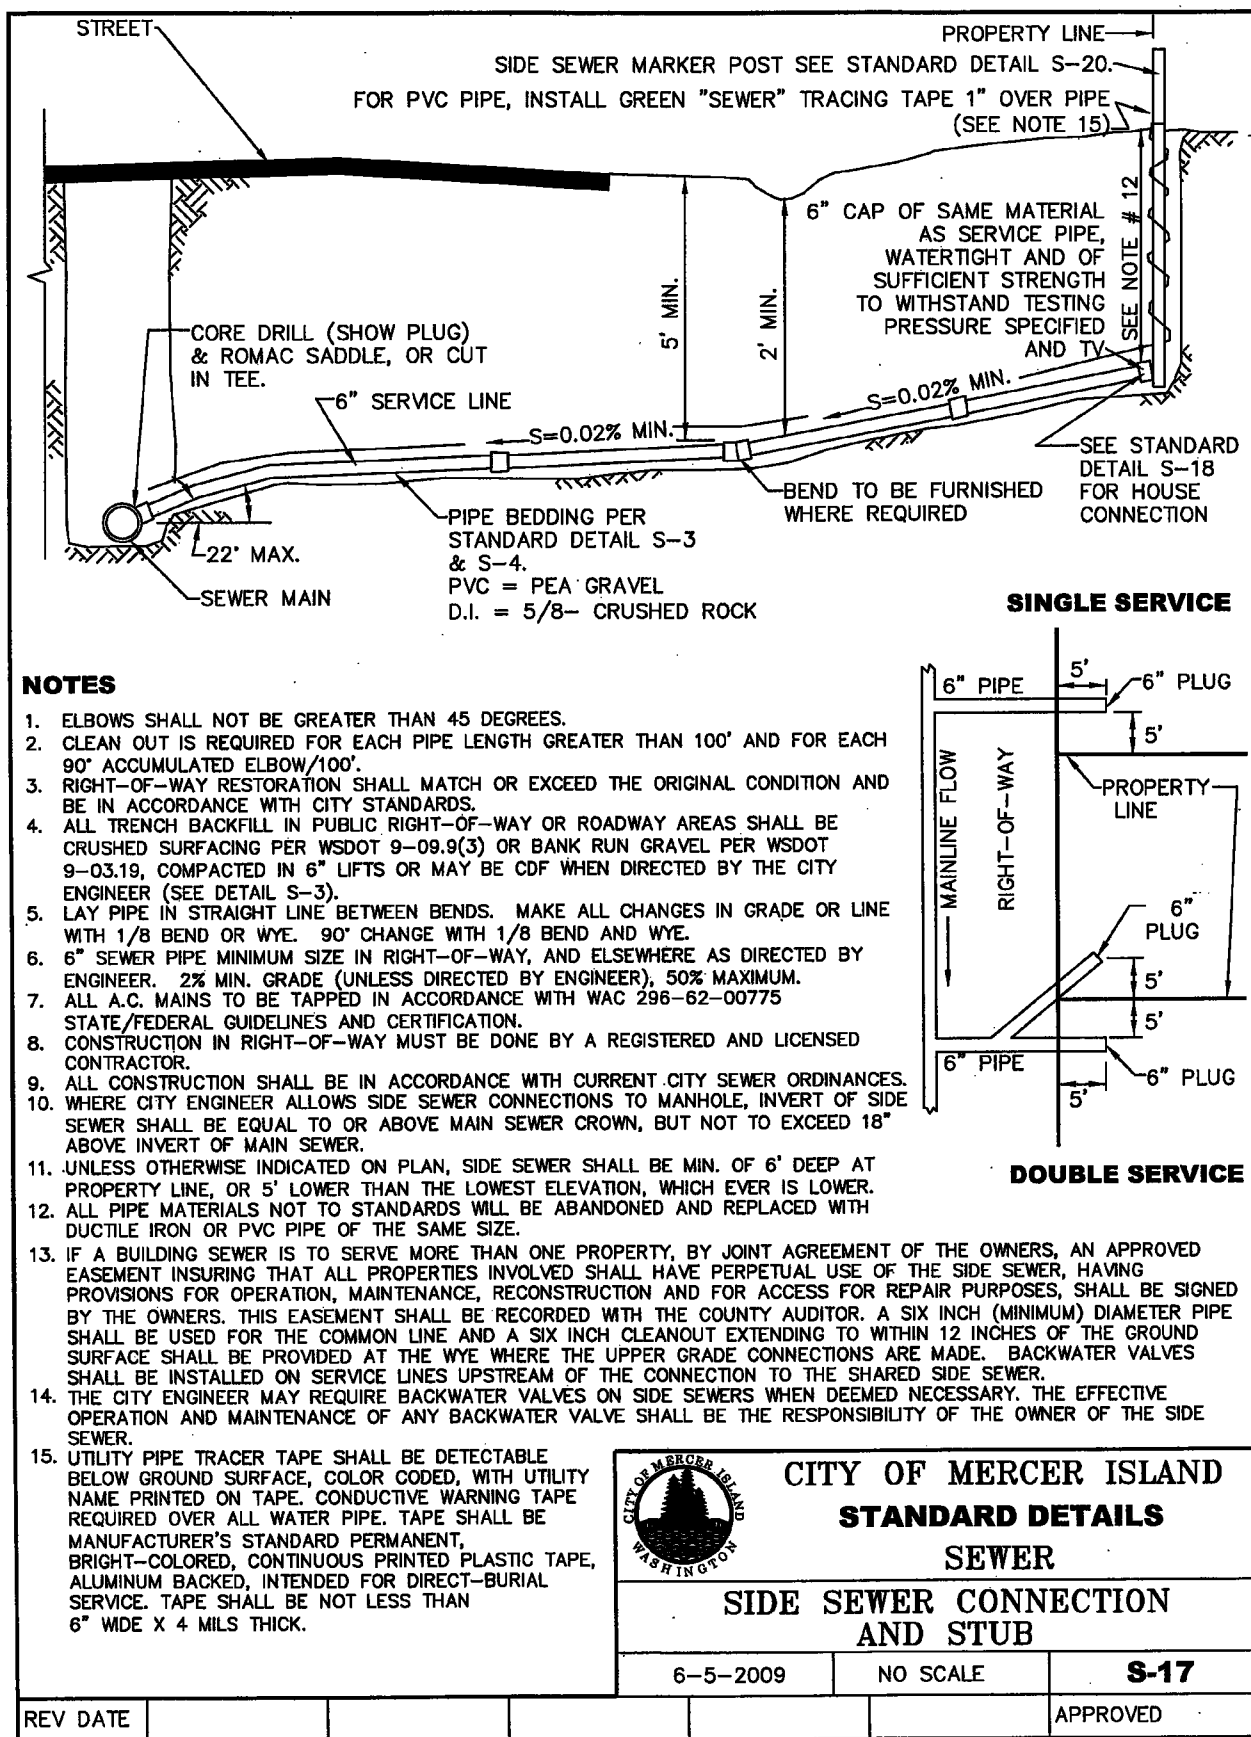 STREET
PROPERTY LINE
SIDE SEWER MARKER POST SEE STANDARD DETAIL S-20.
FOR PVC PIPE, INSTALL GREEN "SEWER" TRACING TAPE 1" OVER PIPE
(SEE NOTE 15)
6" CAP OF SAME MATERIAL
AS SERVICE PIPE,
WATERTIGHT AND OF
SUFFICIENT STRENGTH
TO WITHSTAND TESTING
PRESSURE SPECIFIED
AND TV
SEE NOTE # 12
5' MIN.
2' MIN.
CORE DRILL (SHOW PLUG)
& ROMAC SADDLE, OR CUT
IN TEE.
6" SERVICE LINE
S=0.02% MIN.
S=0.02% MIN.
SEE STANDARD
DETAIL S-18
FOR HOUSE
CONNECTION
BEND TO BE FURNISHED
WHERE REQUIRED
22° MAX.
SEWER MAIN
PIPE BEDDING PER
STANDARD DETAIL S-3
& S-4.
PVC = PEA GRAVEL
D.I. = 5/8- CRUSHED ROCK
SINGLE SERVICE
6" PIPE
5'
6" PLUG
5'
MAINLINE FLOW
RIGHT-OF-WAY
PROPERTY
LINE
6"
PLUG
5'
5'
6" PIPE
6" PLUG
5'
DOUBLE SERVICE
NOTES
1. ELBOWS SHALL NOT BE GREATER THAN 45 DEGREES.
2. CLEAN OUT IS REQUIRED FOR EACH PIPE LENGTH GREATER THAN 100' AND FOR EACH
90° ACCUMULATED ELBOW/100'.
3. RIGHT-OF-WAY RESTORATION SHALL MATCH OR EXCEED THE ORIGINAL CONDITION AND
BE IN ACCORDANCE WITH CITY STANDARDS.
4. ALL TRENCH BACKFILL IN PUBLIC RIGHT-OF-WAY OR ROADWAY AREAS SHALL BE
CRUSHED SURFACING PER WSDOT 9-09.9(3) OR BANK RUN GRAVEL PER WSDOT
9-03.19, COMPACTED IN 6" LIFTS OR MAY BE CDF WHEN DIRECTED BY THE CITY
ENGINEER (SEE DETAIL S-3).
5. LAY PIPE IN STRAIGHT LINE BETWEEN BENDS. MAKE ALL CHANGES IN GRADE OR LINE
WITH 1/8 BEND OR WYE. 90° CHANGE WITH 1/8 BEND AND WYE.
6. 6" SEWER PIPE MINIMUM SIZE IN RIGHT-OF-WAY, AND ELSEWHERE AS DIRECTED BY
ENGINEER. 2% MIN. GRADE (UNLESS DIRECTED BY ENGINEER), 50% MAXIMUM.
7. ALL A.C. MAINS TO BE TAPPED IN ACCORDANCE WITH WAC 296-62-00775
STATE/FEDERAL GUIDELINES AND CERTIFICATION.
8. CONSTRUCTION IN RIGHT-OF-WAY MUST BE DONE BY A REGISTERED AND LICENSED
CONTRACTOR.
9. ALL CONSTRUCTION SHALL BE IN ACCORDANCE WITH CURRENT CITY SEWER ORDINANCES.
10. WHERE CITY ENGINEER ALLOWS SIDE SEWER CONNECTIONS TO MANHOLE, INVERT OF SIDE
SEWER SHALL BE EQUAL TO OR ABOVE MAIN SEWER CROWN, BUT NOT TO EXCEED 18"
ABOVE INVERT OF MAIN SEWER.
11. UNLESS OTHERWISE INDICATED ON PLAN, SIDE SEWER SHALL BE MIN. OF 6' DEEP AT
PROPERTY LINE, OR 5' LOWER THAN THE LOWEST ELEVATION, WHICH EVER IS LOWER.
12. ALL PIPE MATERIALS NOT TO STANDARDS WILL BE ABANDONED AND REPLACED WITH
DUCTILE IRON OR PVC PIPE OF THE SAME SIZE.
13. IF A BUILDING SEWER IS TO SERVE MORE THAN ONE PROPERTY, BY JOINT AGREEMENT OF THE OWNERS, AN APPROVED
EASEMENT INSURING THAT ALL PROPERTIES INVOLVED SHALL HAVE PERPETUAL USE OF THE SIDE SEWER, HAVING
PROVISIONS FOR OPERATION, MAINTENANCE, RECONSTRUCTION AND FOR ACCESS FOR REPAIR PURPOSES, SHALL BE SIGNED
BY THE OWNERS. THIS EASEMENT SHALL BE RECORDED WITH THE COUNTY AUDITOR. A SIX INCH (MINIMUM) DIAMETER PIPE
SHALL BE USED FOR THE COMMON LINE AND A SIX INCH CLEANOUT EXTENDING TO WITHIN 12 INCHES OF THE GROUND
SURFACE SHALL BE PROVIDED AT THE WYE WHERE THE UPPER GRADE CONNECTIONS ARE MADE. BACKWATER VALVES
SHALL BE INSTALLED ON SERVICE LINES UPSTREAM OF THE CONNECTION TO THE SHARED SIDE SEWER.
14. THE CITY ENGINEER MAY REQUIRE BACKWATER VALVES ON SIDE SEWERS WHEN DEEMED NECESSARY. THE EFFECTIVE
OPERATION AND MAINTENANCE OF ANY BACKWATER VALVE SHALL BE THE RESPONSIBILITY OF THE OWNER OF THE SIDE
SEWER.
15. UTILITY PIPE TRACER TAPE SHALL BE DETECTABLE
BELOW GROUND SURFACE, COLOR CODED, WITH UTILITY
NAME PRINTED ON TAPE. CONDUCTIVE WARNING TAPE
REQUIRED OVER ALL WATER PIPE. TAPE SHALL BE
MANUFACTURER'S STANDARD PERMANENT,
BRIGHT-COLORED, CONTINUOUS PRINTED PLASTIC TAPE,
ALUMINUM BACKED, INTENDED FOR DIRECT-BURIAL
SERVICE. TAPE SHALL BE NOT LESS THAN
6" WIDE X 4 MILS THICK.
CITY OF MERCER ISLAND
WASHINGTON
CITY OF MERCER ISLAND
STANDARD DETAILS
SEWER
SIDE SEWER CONNECTION
AND STUB
6-5-2009
NO SCALE
S-17
REV DATE
APPROVED